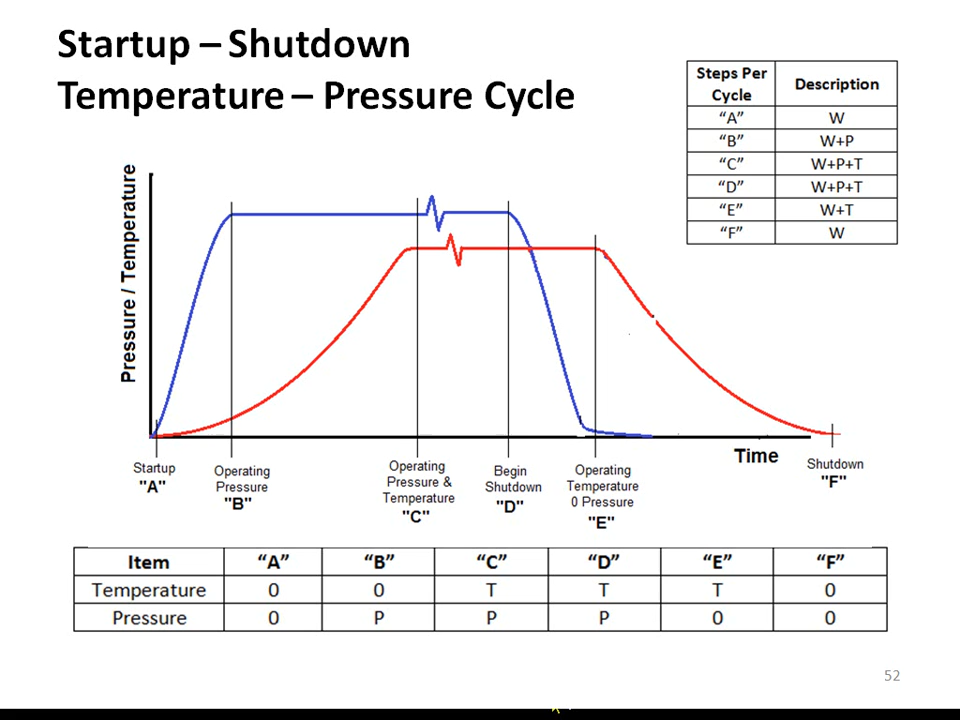 Startup – Shutdown
Temperature – Pressure Cycle
Steps Per Cycle Description
“A” W
“B” W+P
“C” W+P+T
“D” W+P+T
“E” W+T
“F” W
Pressure / Temperature
Time
Startup
"A"
Operating
Pressure
"B"
Operating
Pressure &
Temperature
"C"
Begin
Shutdown
"D"
Operating
Temperature
0 Pressure
"E"
Shutdown
"F"
Item “A” “B” “C” “D” “E” “F”
Temperature 0 0 T T T 0
Pressure 0 P P P 0 0
52